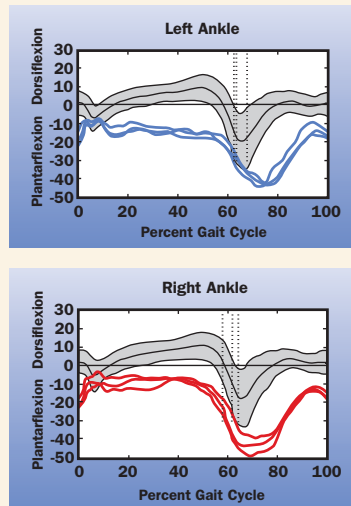 Left Ankle
Plantarflexion Dorsiflexion
30
20
10
0
-10
-20
-30
-40
-50
0 20 40 60 80 100
Percent Gait Cycle
Right Ankle
Plantarflexion Dorsiflexion
30
20
10
0
-10
-20
-30
-40
-50
0 20 40 60 80 100
Percent Gait Cycle